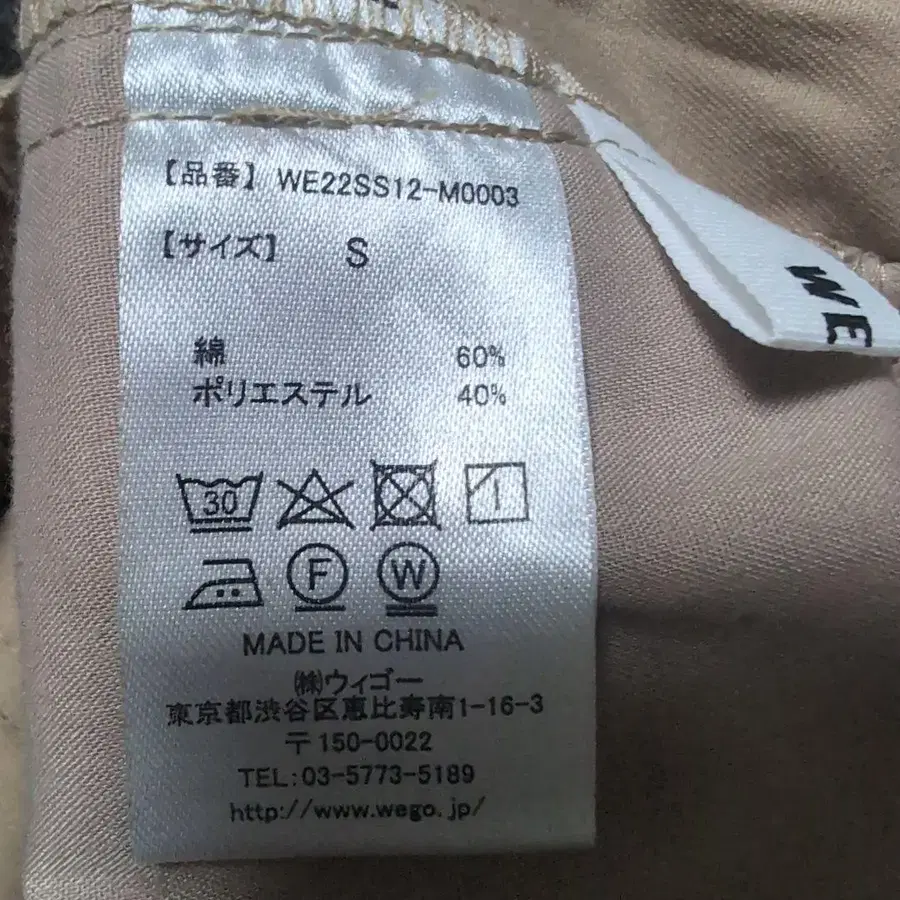 【品番】 WE22SS12-M0003
【サイズ】 S
綿 60%
ポリエステル 40%
30
F
W
MADE IN CHINA
㈱ウィゴー
東京都渋谷区恵比寿南1-16-3
〒150-0022
TEL:03-5773-5189
http://www.wego.jp/
WE